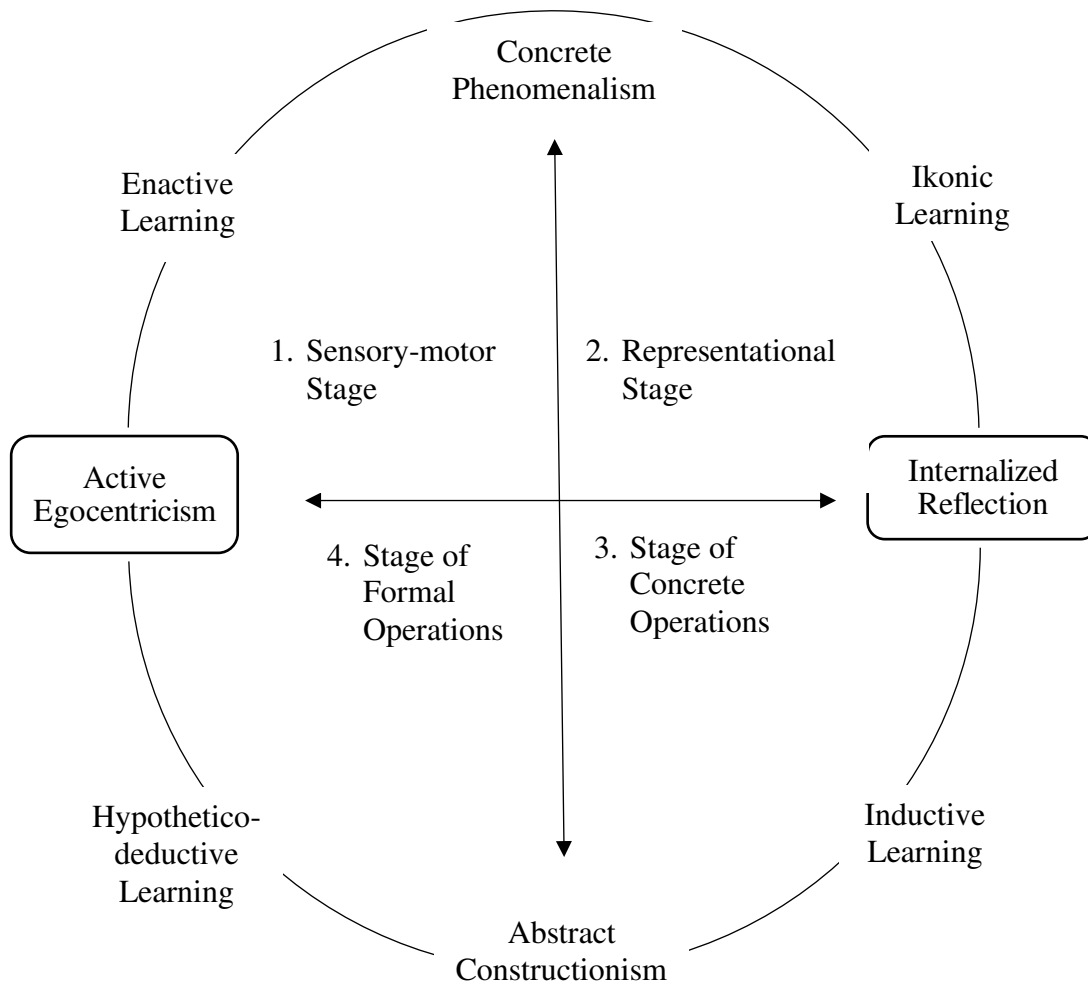 Concrete
Phenomenalism
Enactive
Learning
Ikonic
Learning
1. Sensory-motor
Stage
2. Representational
Stage
Active
Egocentricism
Internalized
Reflection
4. Stage of
Formal
Operations
3. Stage of
Concrete
Operations
Hypothetico-
deductive
Learning
Inductive
Learning
Abstract
Constructionism